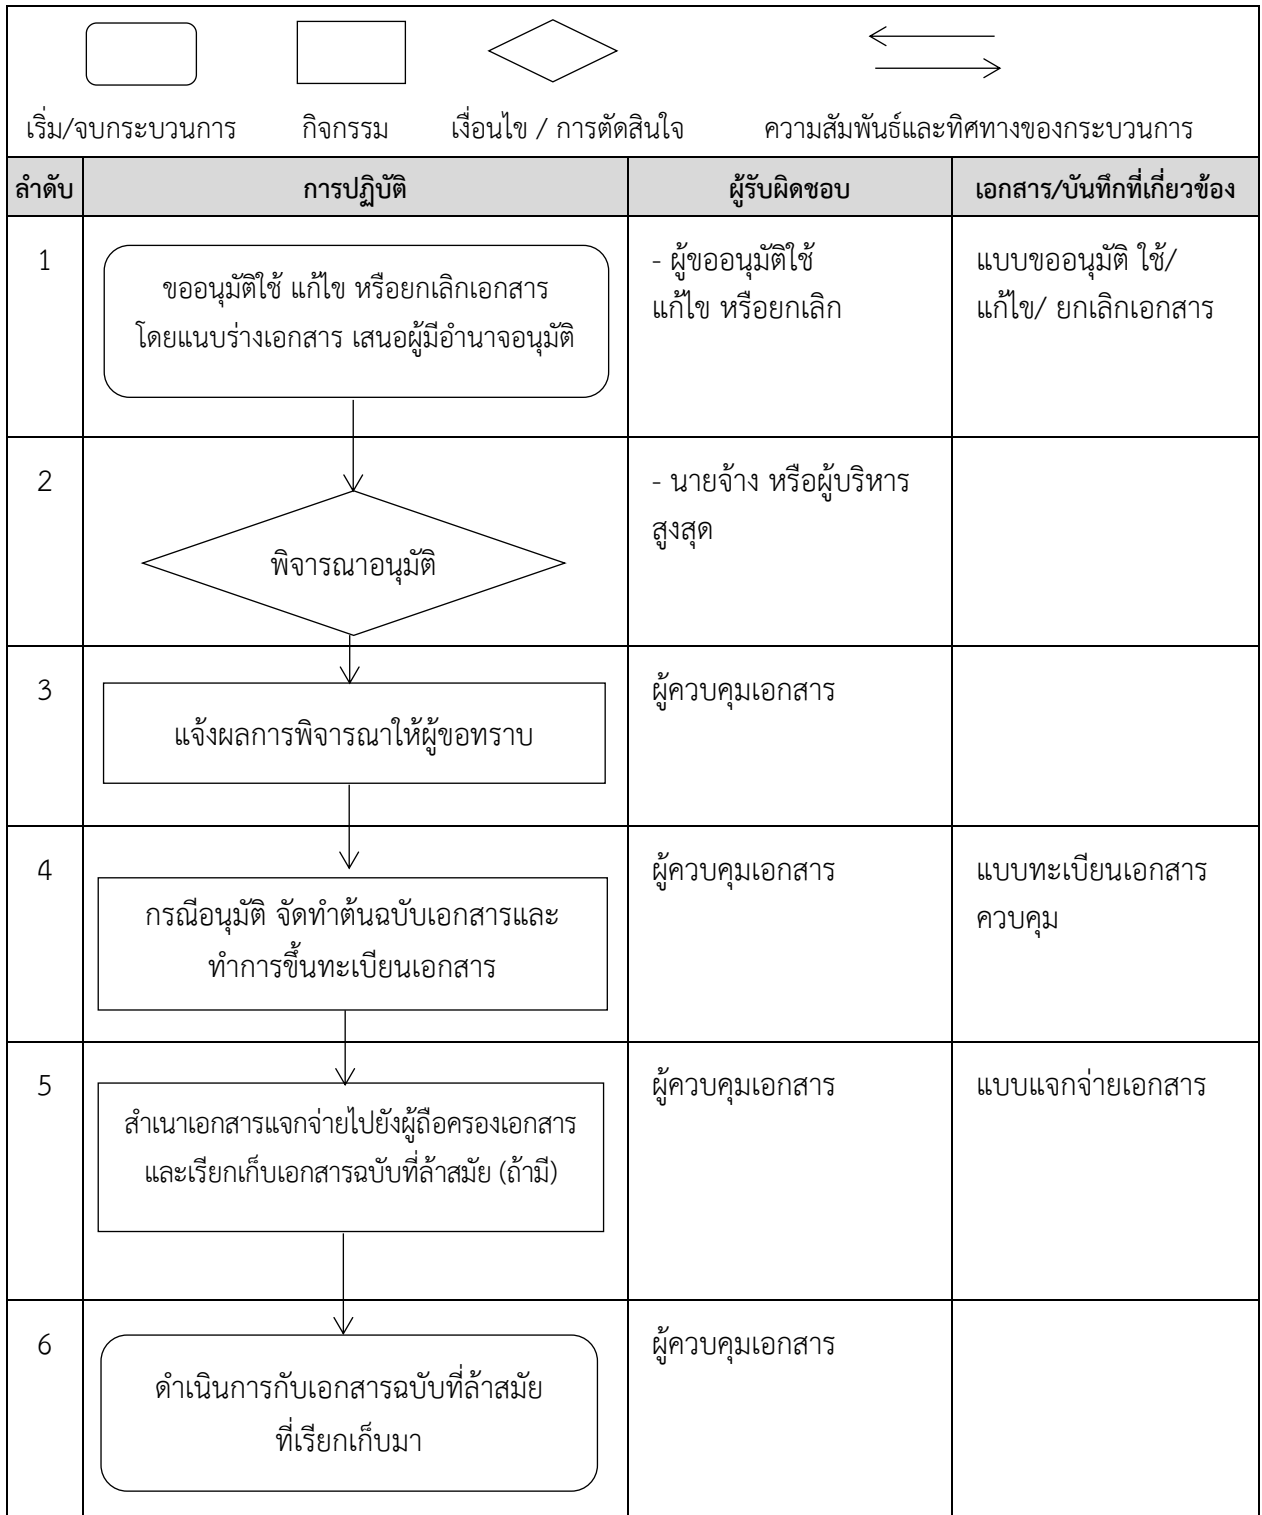 เริ่ม/จบกระบวนการ กิจกรรม เงื่อนไข / การตัดสินใจ ความสัมพันธ์และทิศทางของกระบวนการ
ลำดับ การปฏิบัติ ผู้รับผิดชอบ เอกสาร/บันทึกที่เกี่ยวข้อง
1
ขออนุมัติใช้ แก้ไข หรือยกเลิกเอกสาร
โดยแนบร่างเอกสาร เสนอผู้มีอำนาจอนุมัติ
- ผู้ขออนุมัติใช้
แก้ไข หรือยกเลิก
แบบขออนุมัติ ใช้/
แก้ไข/ ยกเลิกเอกสาร
2
พิจารณาอนุมัติ
- นายจ้าง หรือผู้บริหาร
สูงสุด
3
แจ้งผลการพิจารณาให้ผู้ขอทราบ
ผู้ควบคุมเอกสาร
4
กรณีอนุมัติ จัดทำต้นฉบับเอกสารและ
ทำการขึ้นทะเบียนเอกสาร
ผู้ควบคุมเอกสาร
แบบทะเบียนเอกสาร
ควบคุม
5
สำเนาเอกสารแจกจ่ายไปยังผู้ถือครองเอกสาร
และเรียกเก็บเอกสารฉบับที่ล้าสมัย (ถ้ามี)
ผู้ควบคุมเอกสาร
แบบแจกจ่ายเอกสาร
6
ดำเนินการกับเอกสารฉบับที่ล้าสมัย
ที่เรียกเก็บมา
ผู้ควบคุมเอกสาร